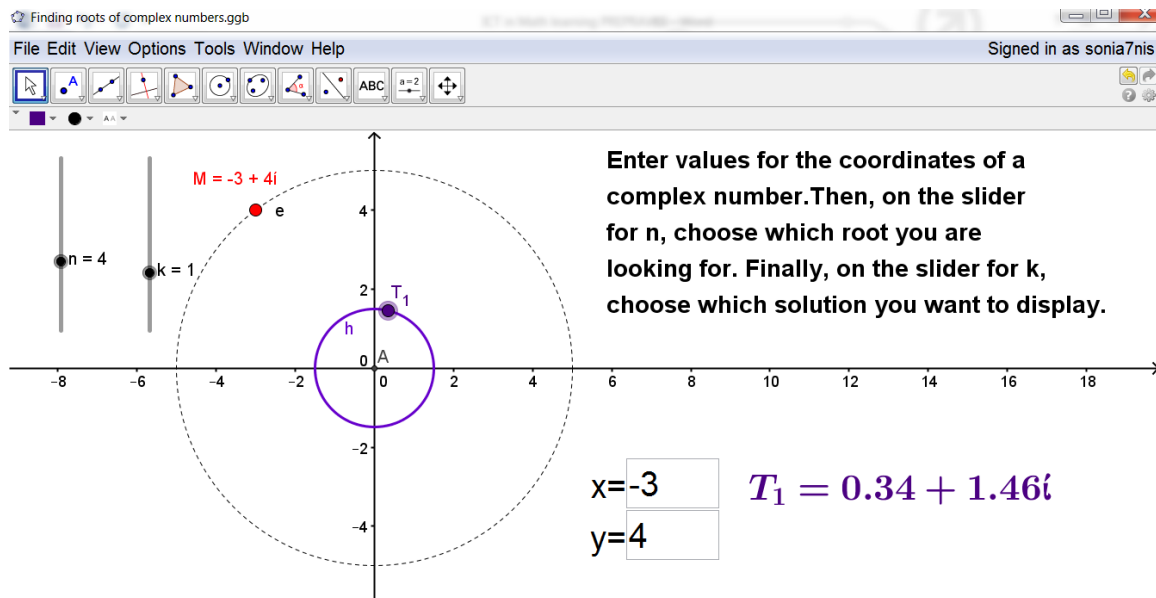 Finding roots of complex numbers.ggb
File Edit View Options Tools Window Help
Signed in as sonia7nis
A
α
ABC
a=2
A A
Enter values for the coordinates of a
complex number.Then, on the slider
for n, choose which root you are
looking for. Finally, on the slider for k,
choose which solution you want to display.
M = -3 + 4í
e
n = 4
k = 1
T1
h
A
4
2
0
−2
−4
−8 −6 −4 −2 0 2 4 6 8 10 12 14 16 18
x=-3
y=4
T1 = 0.34 + 1.46í